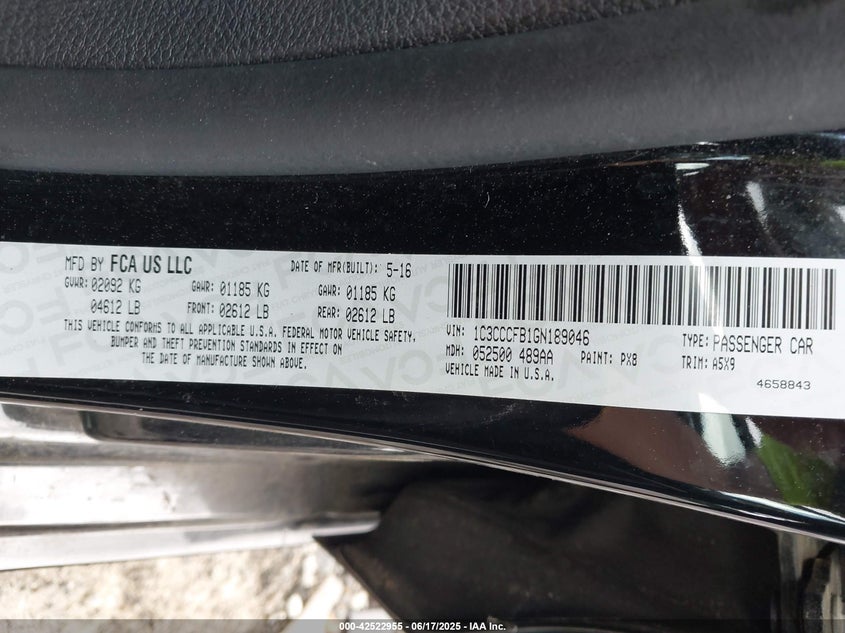 MFD BY FCA US LLC DATE OF MFR(BUILT): 5-16
GVWR: 02092 KG GAWR: 01185 KG GAWR: 01185 KG
04612 LB FRONT: 02612 LB REAR: 02612 LB
THIS VEHICLE CONFORMS TO ALL APPLICABLE U.S.A. FEDERAL MOTOR VEHICLE SAFETY,
BUMPER AND THEFT PREVENTION STANDARDS IN EFFECT ON
THE DATE OF MANUFACTURE SHOWN ABOVE.
VIN: 1C3CCCFB1GN189046 TYPE: PASSENGER CAR
MDH: 052500 489AA PAINT: PX8 TRIM: A5X9
VEHICLE MADE IN U.S.A. 4658843
000-42522955 - 06/17/2025 - IAA Inc.